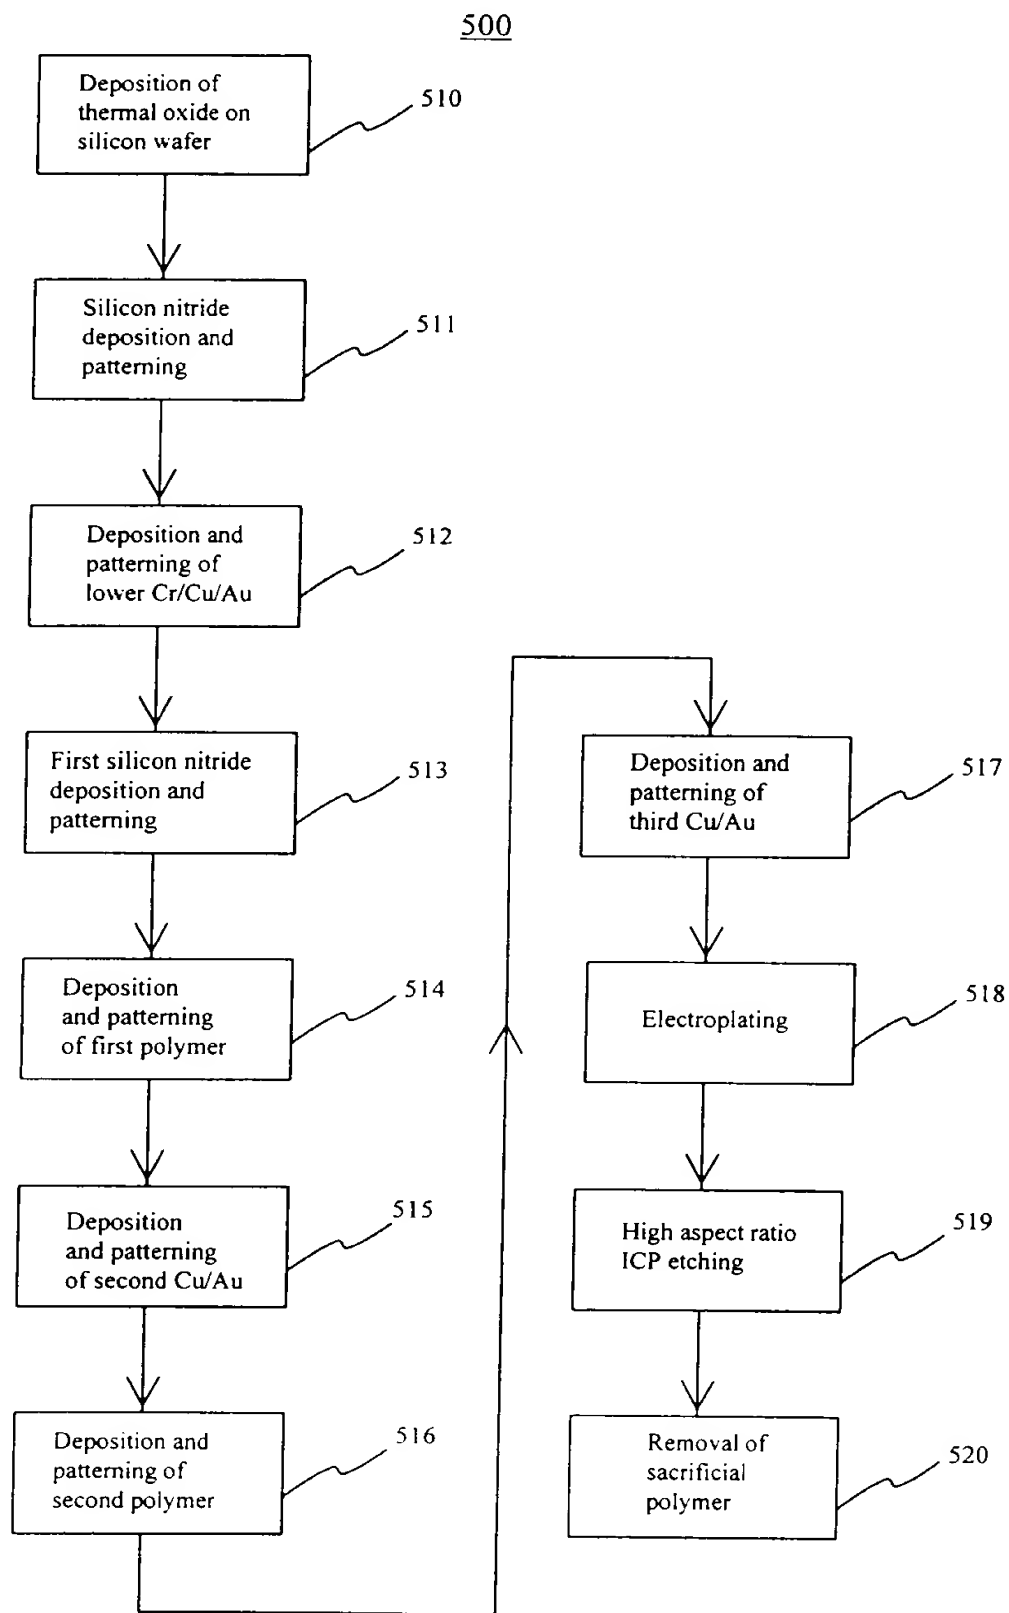 500
Deposition of
thermal oxide on
silicon wafer
510
Silicon nitride
deposition and
patterning
511
Deposition and
patterning of
lower Cr/Cu/Au
512
First silicon nitride
deposition and
patterning
513
Deposition
and patterning
of first polymer
514
Deposition
and patterning
of second Cu/Au
515
Deposition and
patterning of
second polymer
516
Deposition and
patterning of
third Cu/Au
517
Electroplating
518
High aspect ratio
ICP etching
519
Removal of
sacrificial
polymer
520